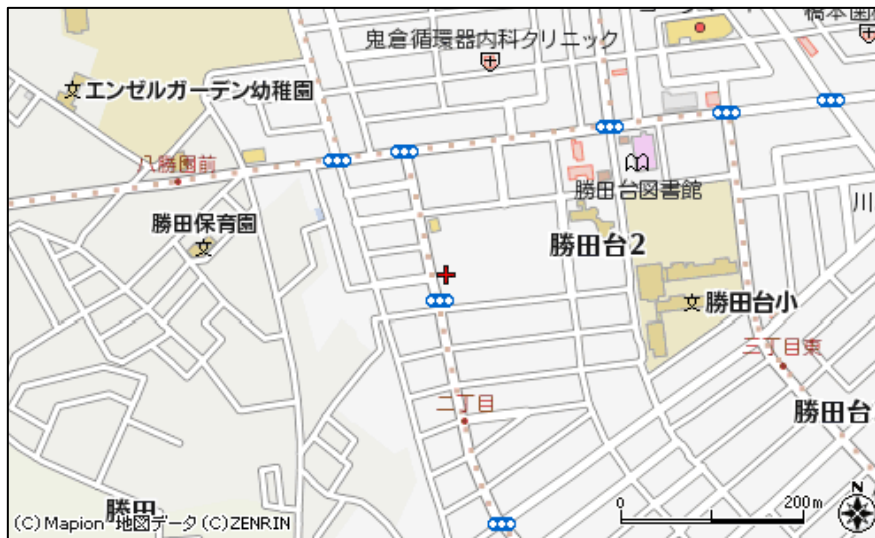 鬼倉循環器内科クリニック
エンゼルガーデン幼稚園
八勝園前
勝田台図書館
勝田保育園
勝田台2
川
勝田台小
三丁目東
二丁目
勝田台
N
0
200m
勝田
(C)Mapion 地図データ(C)ZENRIN